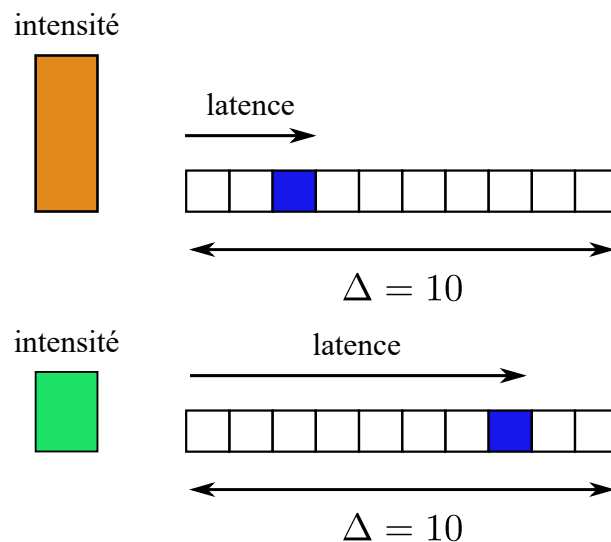 intensité
latence
Δ = 10
intensité
latence
Δ = 10